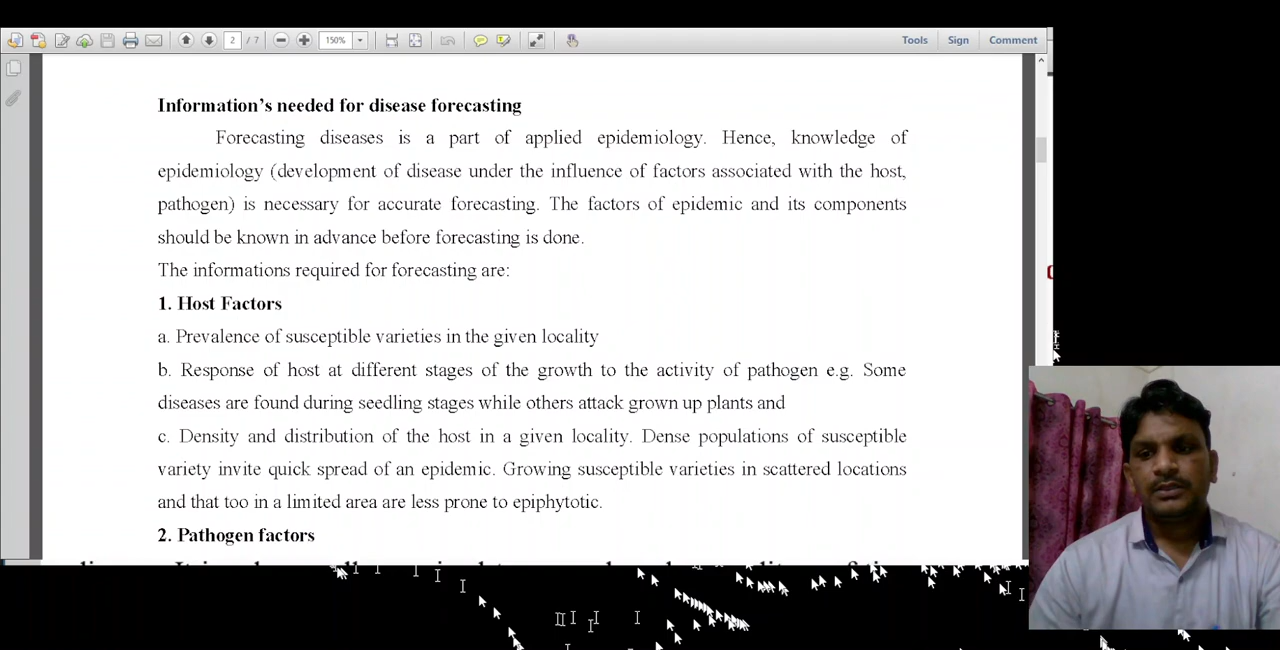 2 / 7
150%
Tools Sign Comment
Information's needed for disease forecasting
Forecasting diseases is a part of applied epidemiology. Hence, knowledge of
epidemiology (development of disease under the influence of factors associated with the host,
pathogen) is necessary for accurate forecasting. The factors of epidemic and its components
should be known in advance before forecasting is done.
The informations required for forecasting are:
1. Host Factors
a. Prevalence of susceptible varieties in the given locality
b. Response of host at different stages of the growth to the activity of pathogen e.g. Some
diseases are found during seedling stages while others attack grown up plants and
c. Density and distribution of the host in a given locality. Dense populations of susceptible
variety invite quick spread of an epidemic. Growing susceptible varieties in scattered locations
and that too in a limited area are less prone to epiphytotic.
2. Pathogen factors